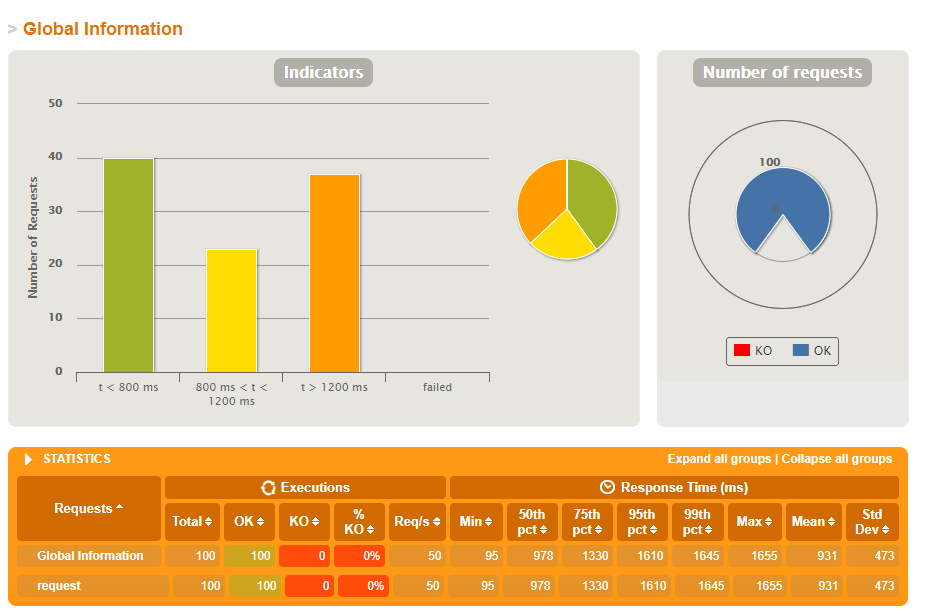 > Global Information
Indicators
Number of requests
50
40
30
20
10
0
Number of Requests
t < 800 ms
800 ms < t <
1200 ms
t > 1200 ms
failed
100
0
KO
OK
STATISTICS
Expand all groups | Collapse all groups
Requests
Executions
Response Time (ms)
Total
OK
KO
%
KO
Req/s
Min
50th
pct
75th
pct
95th
pct
99th
pct
Max
Mean
Std
Dev
Global Information 100 100 0 0% 50 95 978 1330 1610 1645 1655 931 473
request 100 100 0 0% 50 95 978 1330 1610 1645 1655 931 473